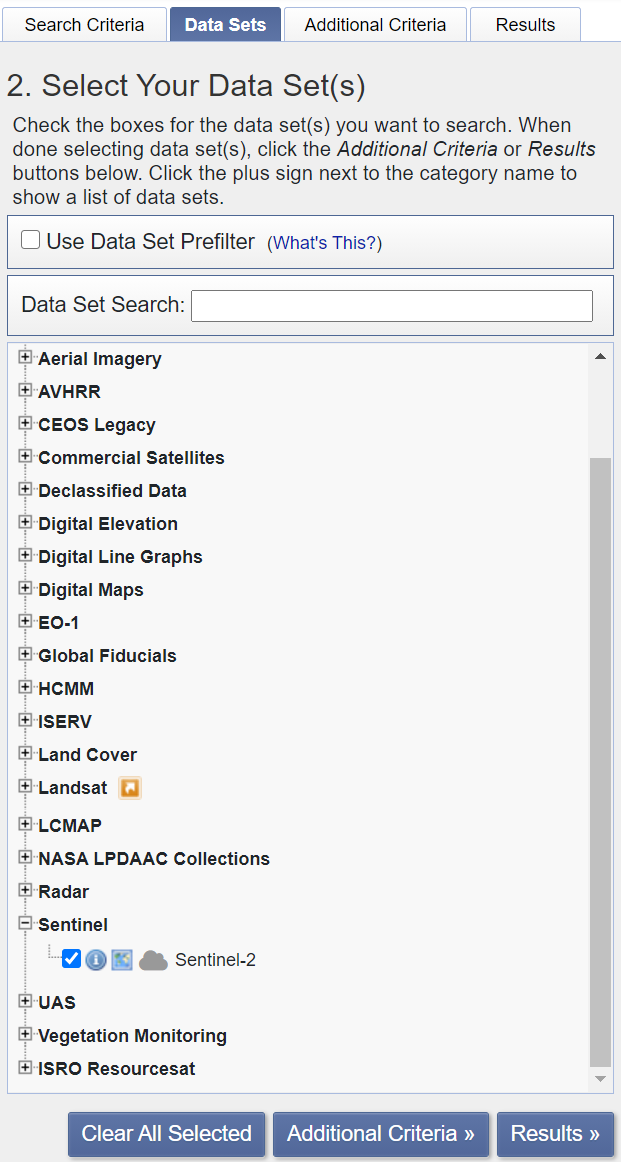 Search Criteria
Data Sets
Additional Criteria
Results
2. Select Your Data Set(s)
Check the boxes for the data set(s) you want to search. When
done selecting data set(s), click the Additional Criteria or Results
buttons below. Click the plus sign next to the category name to
show a list of data sets.
Use Data Set Prefilter (What's This?)
Data Set Search:
Aerial Imagery
AVHRR
CEOS Legacy
Commercial Satellites
Declassified Data
Digital Elevation
Digital Line Graphs
Digital Maps
EO-1
Global Fiducials
HCMM
ISERV
Land Cover
Landsat
LCMAP
NASA LPDAAC Collections
Radar
Sentinel
Sentinel-2
UAS
Vegetation Monitoring
ISRO Resourcesat
Clear All Selected
Additional Criteria »
Results »